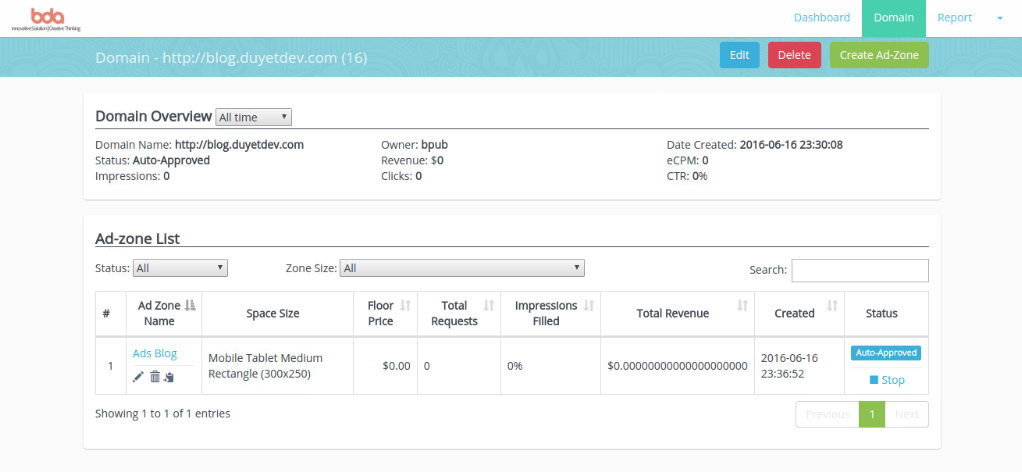 bda
Innovative Solution | Creative Thinking
Dashboard Domain Report
Domain - http://blog.duyetdev.com (16)
Edit Delete Create Ad-Zone
Domain Overview All time
Domain Name: http://blog.duyetdev.com Owner: bpub Date Created: 2016-06-16 23:30:08
Status: Auto-Approved Revenue: $0 eCPM: 0
Impressions: 0 Clicks: 0 CTR: 0%
Ad-zone List
Status: All Zone Size: All Search:
# Ad Zone Name Space Size Floor Price Total Requests Impressions Filled Total Revenue Created Status
1 Ads Blog Mobile Tablet Medium Rectangle (300x250) $0.00 0 0% $0.00000000000000000000 2016-06-16 23:36:52 Auto-Approved
Stop
Showing 1 to 1 of 1 entries
Previous 1 Next